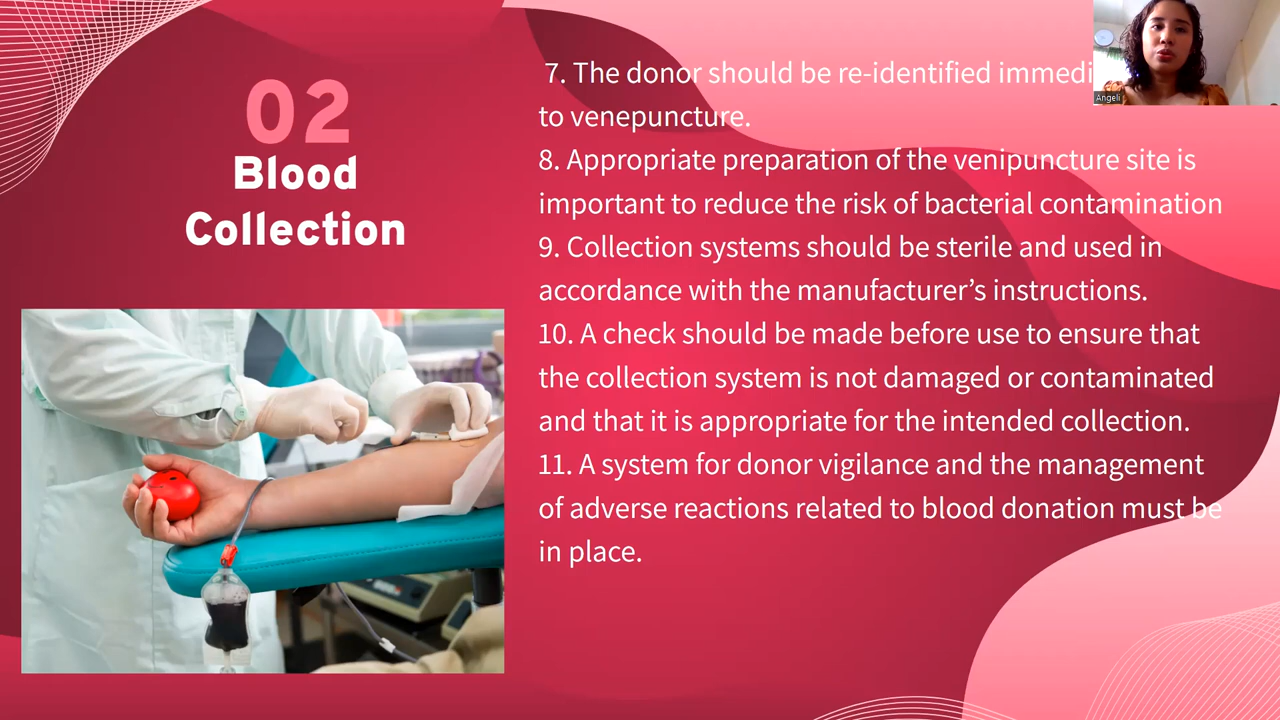 02
Blood
Collection
7. The donor should be re-identified
to venepuncture.
8. Appropriate preparation of the venipuncture site is
important to reduce the risk of bacterial contamination
9. Collection systems should be sterile and used in
accordance with the manufacturer’s instructions.
10. A check should be made before use to ensure that
the collection system is not damaged or contaminated
and that it is appropriate for the intended collection.
11. A system for donor vigilance and the management
of adverse reactions related to blood donation must be
in place.
Angeli